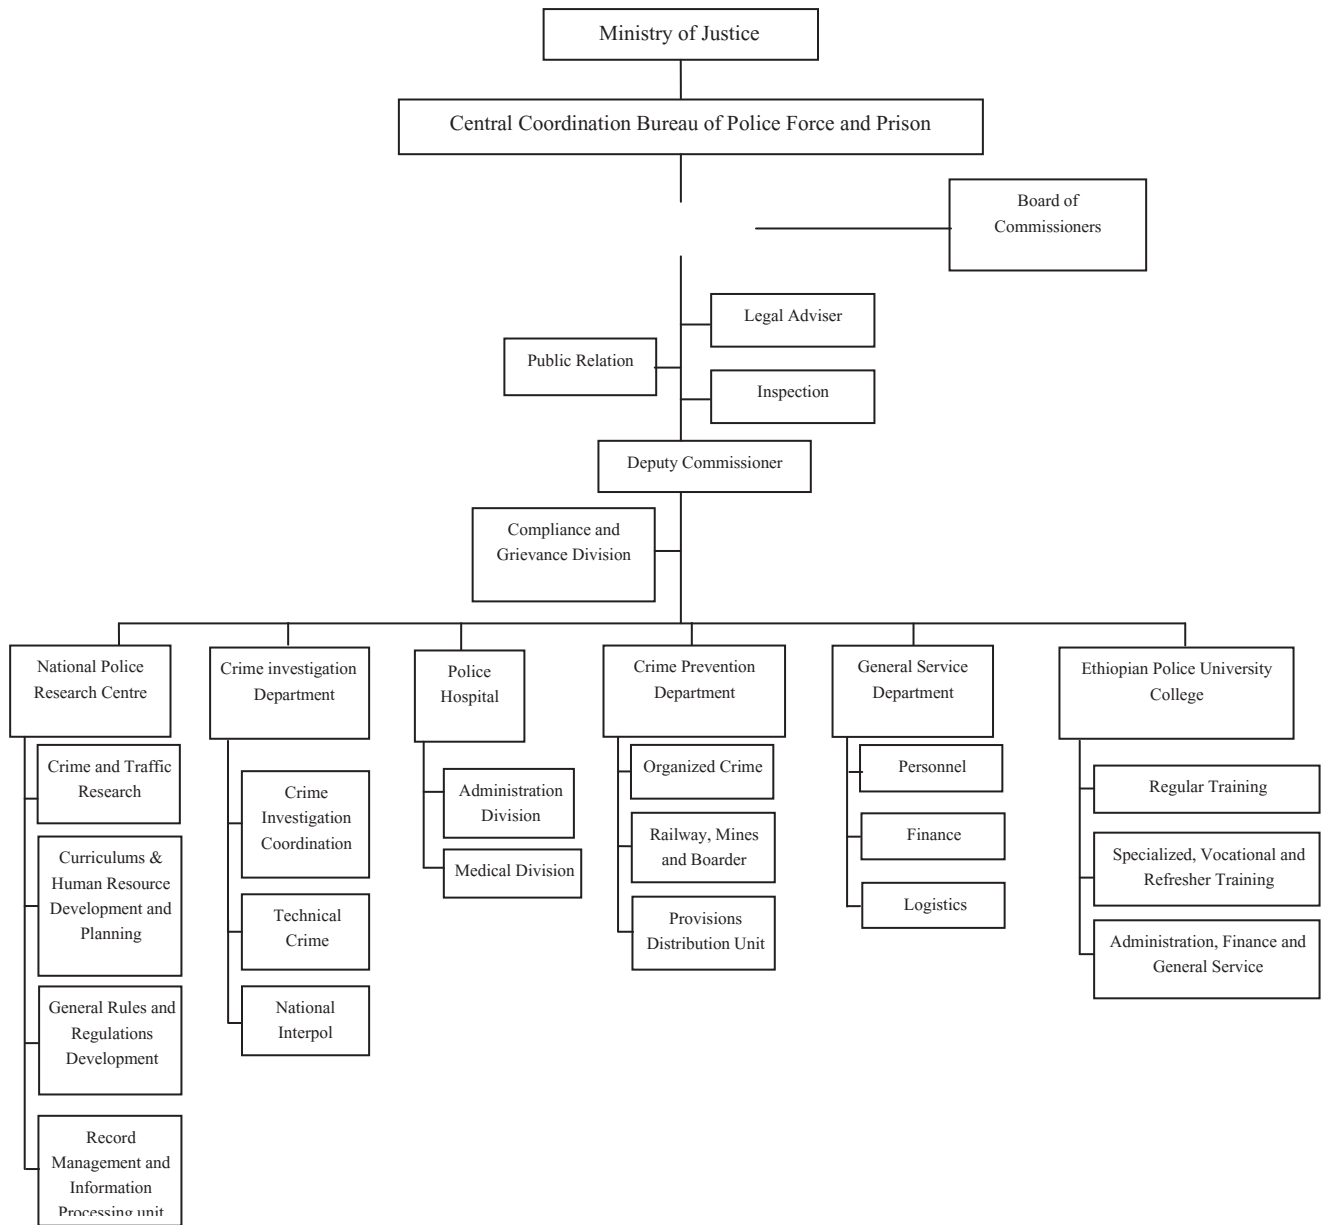 Ministry of Justice
Central Coordination Bureau of Police Force and Prison
Board of
Commissioners
Legal Adviser
Public Relation
Inspection
Deputy Commissioner
Compliance and
Grievance Division
National Police
Research Centre
Crime and Traffic
Research
Curriculums &
Human Resource
Development and
Planning
General Rules and
Regulations
Development
Record
Management and
Information
Processing unit
Crime investigation
Department
Crime
Investigation
Coordination
Technical
Crime
National
Interpol
Police
Hospital
Administration
Division
Medical Division
Crime Prevention
Department
Organized Crime
Railway, Mines
and Boarder
Provisions
Distribution Unit
General Service
Department
Personnel
Finance
Logistics
Ethiopian Police University
College
Regular Training
Specialized, Vocational and
Refresher Training
Administration, Finance and
General Service